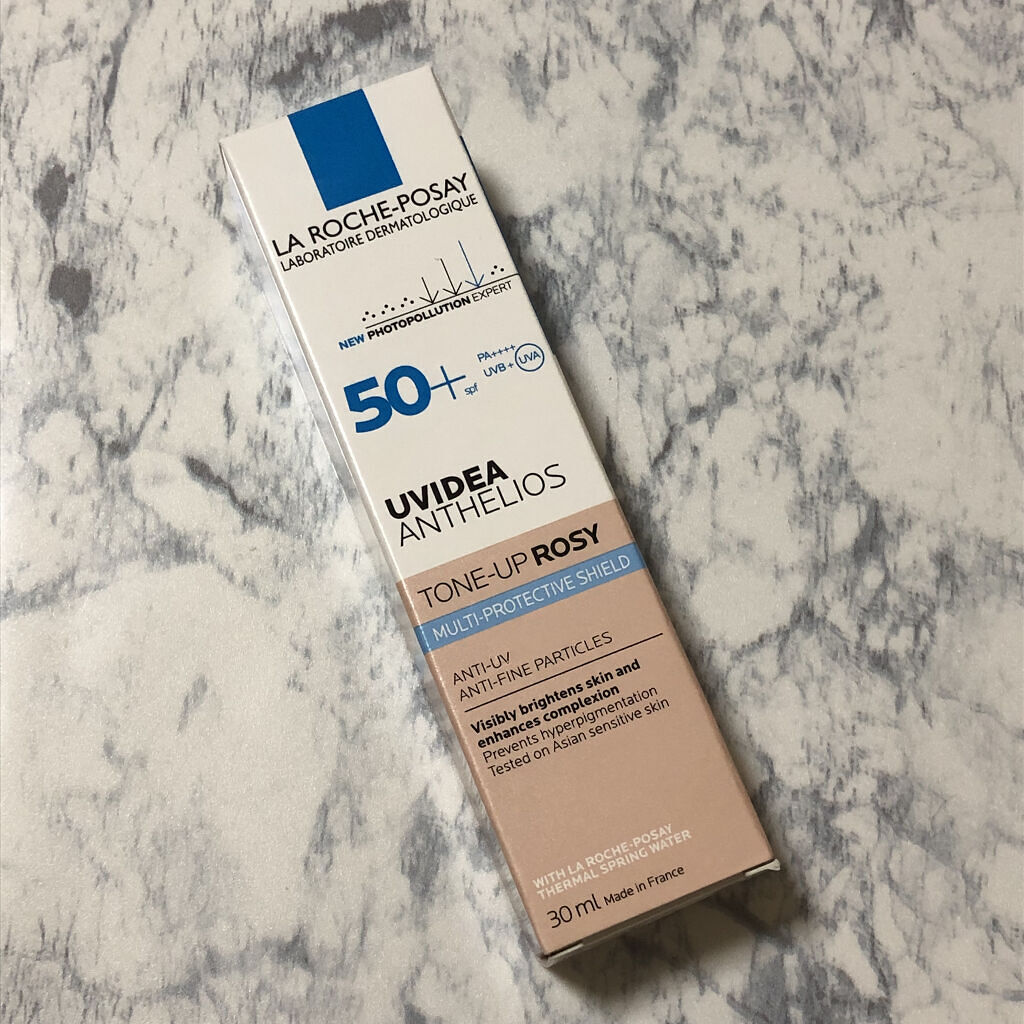 LA ROCHE-POSAY
LABORATOIRE DERMATOLOGIQUE
NEW PHOTOPOLLUTION EXPERT
50+ spf
PA++++
UVB + UVA
UVIDEA
ANTHELIOS
TONE-UP ROSY
MULTI-PROTECTIVE SHIELD
ANTI-UV
ANTI-FINE PARTICLES
Visibly brightens skin and
enhances complexion
Prevents hyperpigmentation
Tested on Asian sensitive skin
WITH LA ROCHE-POSAY
THERMAL SPRING WATER
30 ml Made in France